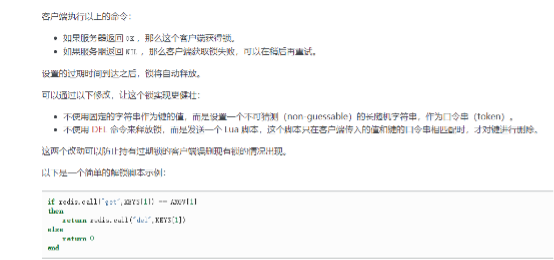 客户端执行以上的命令：
如果服务器返回 OK ，那么这个客户端获得锁。
如果服务器返回 NIL ，那么客户端获取锁失败，可以在稍后再重试。
设置的过期时间到达之后，锁将自动释放。
可以通过以下修改，让这个锁实现更健壮：
不使用固定的字符串作为键的值，而是设置一个不可猜测（non-guessable）的长随机字符串，作为口令串（token）。
不使用 DEL 命令来释放锁，而是发送一个 Lua 脚本，这个脚本只在客户端传入的值和键的口令串相匹配时，才对键进行删除。
这两个改动可以防止持有过期锁的客户端误删现有锁的情况出现。
以下是一个简单的解锁脚本示例：
if redis.call("get",KEYS[1]) == ARGV[1]
then
return redis.call("del",KEYS[1])
else
return 0
end